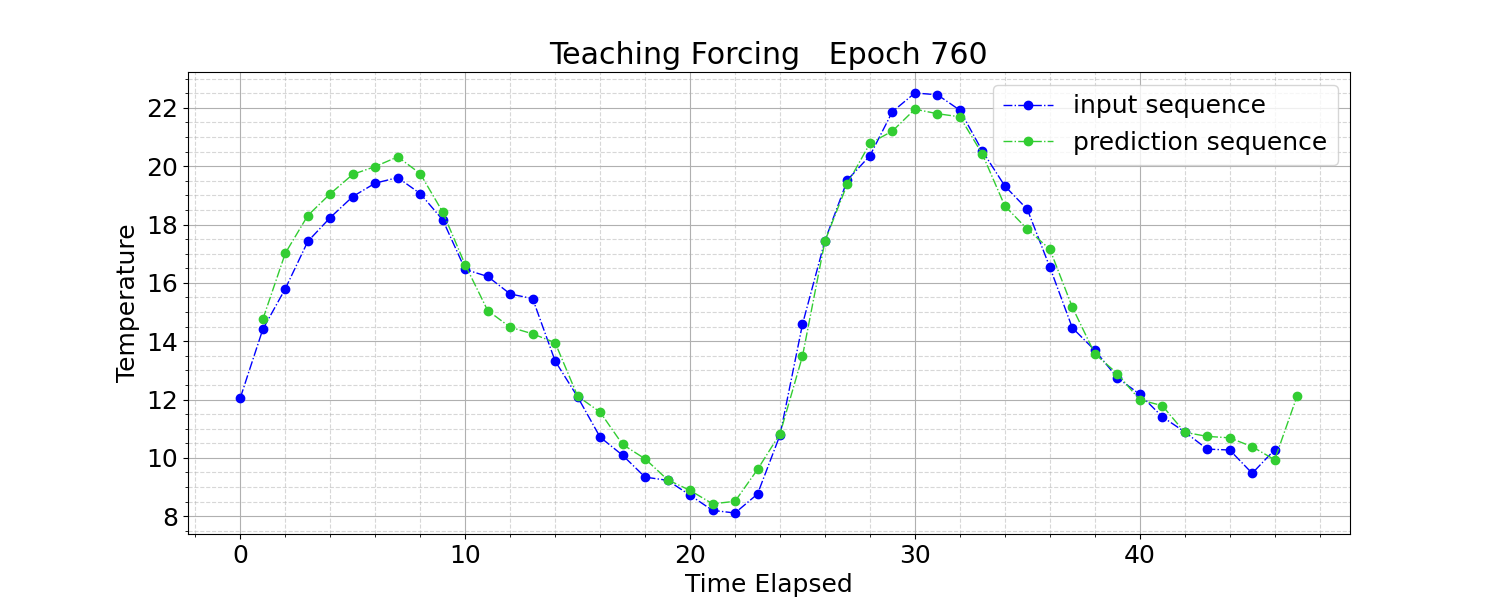 Teaching Forcing   Epoch 760
input sequence
prediction sequence
Temperature
22
20
18
16
14
12
10
8
0 10 20 30 40
Time Elapsed